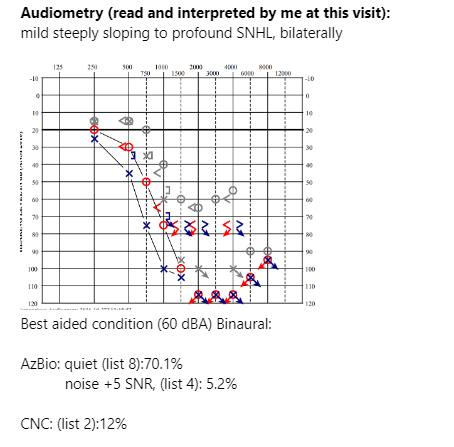 Audiometry (read and interpreted by me at this visit):
mild steeply sloping to profound SNHL, bilaterally
125 250 500 1000 2000 4000 8000
750 1500 3000 6000 12000
-10 -10
0 0
10 10
20 20
30 30
40 40
50 50
60 60
70 70
80 80
90 90
100 100
110 110
120 120
Best aided condition (60 dBA) Binaural:
AzBio: quiet (list 8):70.1%
noise +5 SNR, (list 4): 5.2%
CNC: (list 2):12%